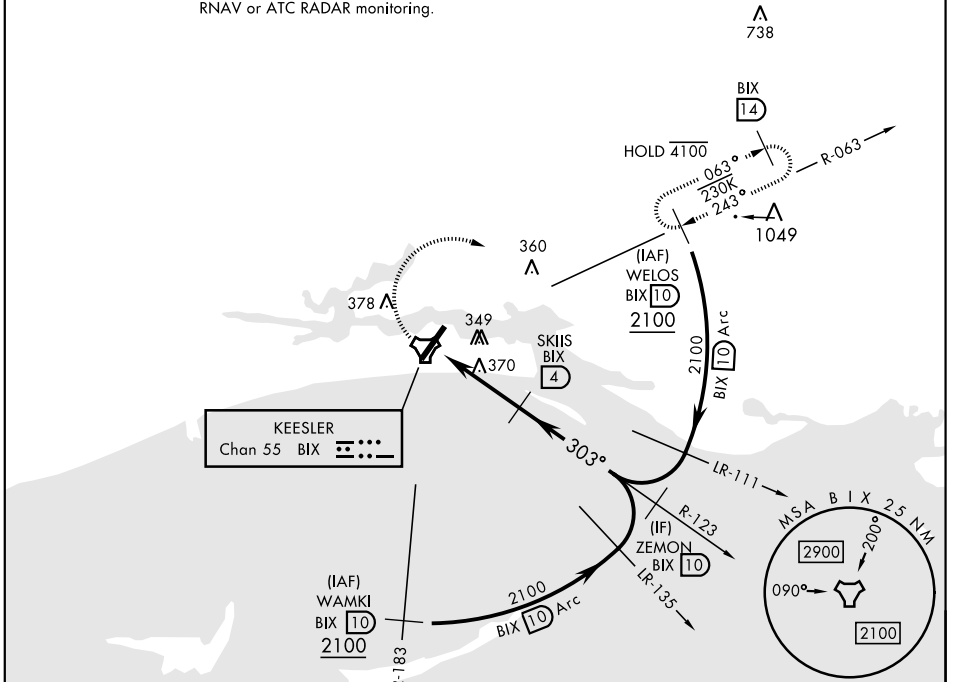 RNAV or ATC RADAR monitoring.
738
BIX
14
HOLD 4100
R-063
063°
230K
243°
1049
360
(IAF)
WELOS
BIX 10
2100
378
349
370
SKIIS
BIX
4
2100
BIX 10 Arc
KEESLER
Chan 55 BIX
303°
LR-111
R-123
(IF)
ZEMON
BIX 10
LR-135
MSA BIX 25 NM
2900
200°
090°
2100
(IAF)
WAMKI
BIX 10
2100
2100
BIX 10 Arc
-183